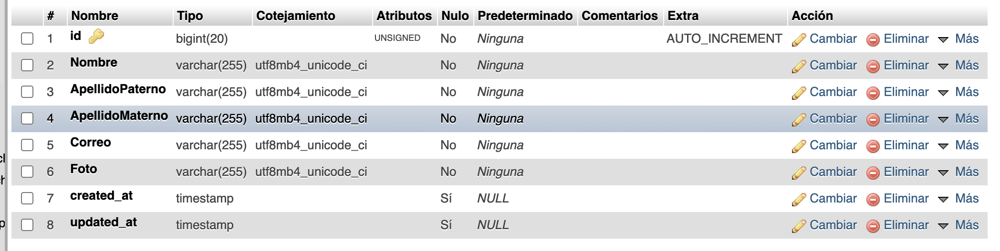 # Nombre Tipo Cotejamiento Atributos Nulo Predeterminado Comentarios Extra Acción
1 id bigint(20) UNSIGNED No Ninguna AUTO_INCREMENT Cambiar Eliminar Más
2 Nombre varchar(255) utf8mb4_unicode_ci No Ninguna Cambiar Eliminar Más
3 ApellidoPaterno varchar(255) utf8mb4_unicode_ci No Ninguna Cambiar Eliminar Más
4 ApellidoMaterno varchar(255) utf8mb4_unicode_ci No Ninguna Cambiar Eliminar Más
5 Correo varchar(255) utf8mb4_unicode_ci No Ninguna Cambiar Eliminar Más
6 Foto varchar(255) utf8mb4_unicode_ci No Ninguna Cambiar Eliminar Más
7 created_at timestamp Sí NULL Cambiar Eliminar Más
8 updated_at timestamp Sí NULL Cambiar Eliminar Más